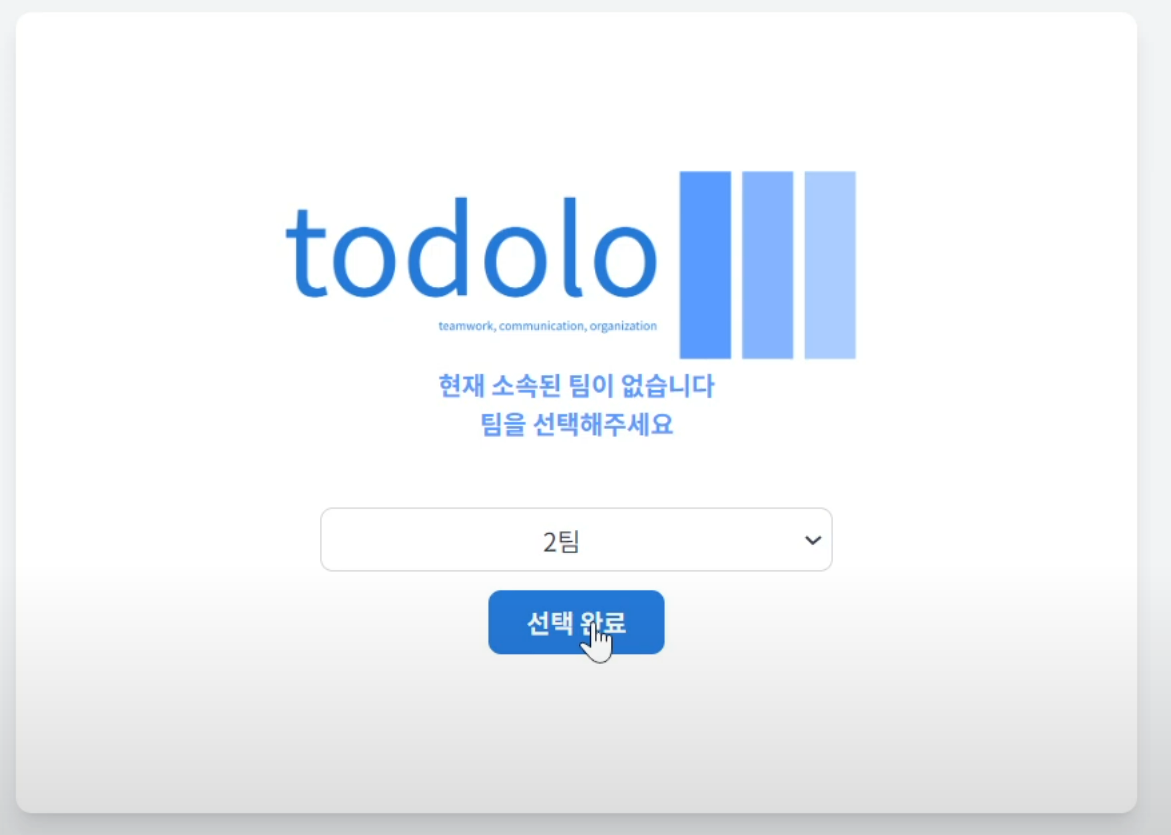 todolo
teamwork, communication, organization
현재 소속된 팀이 없습니다
팀을 선택해주세요
2팀
선택 완료